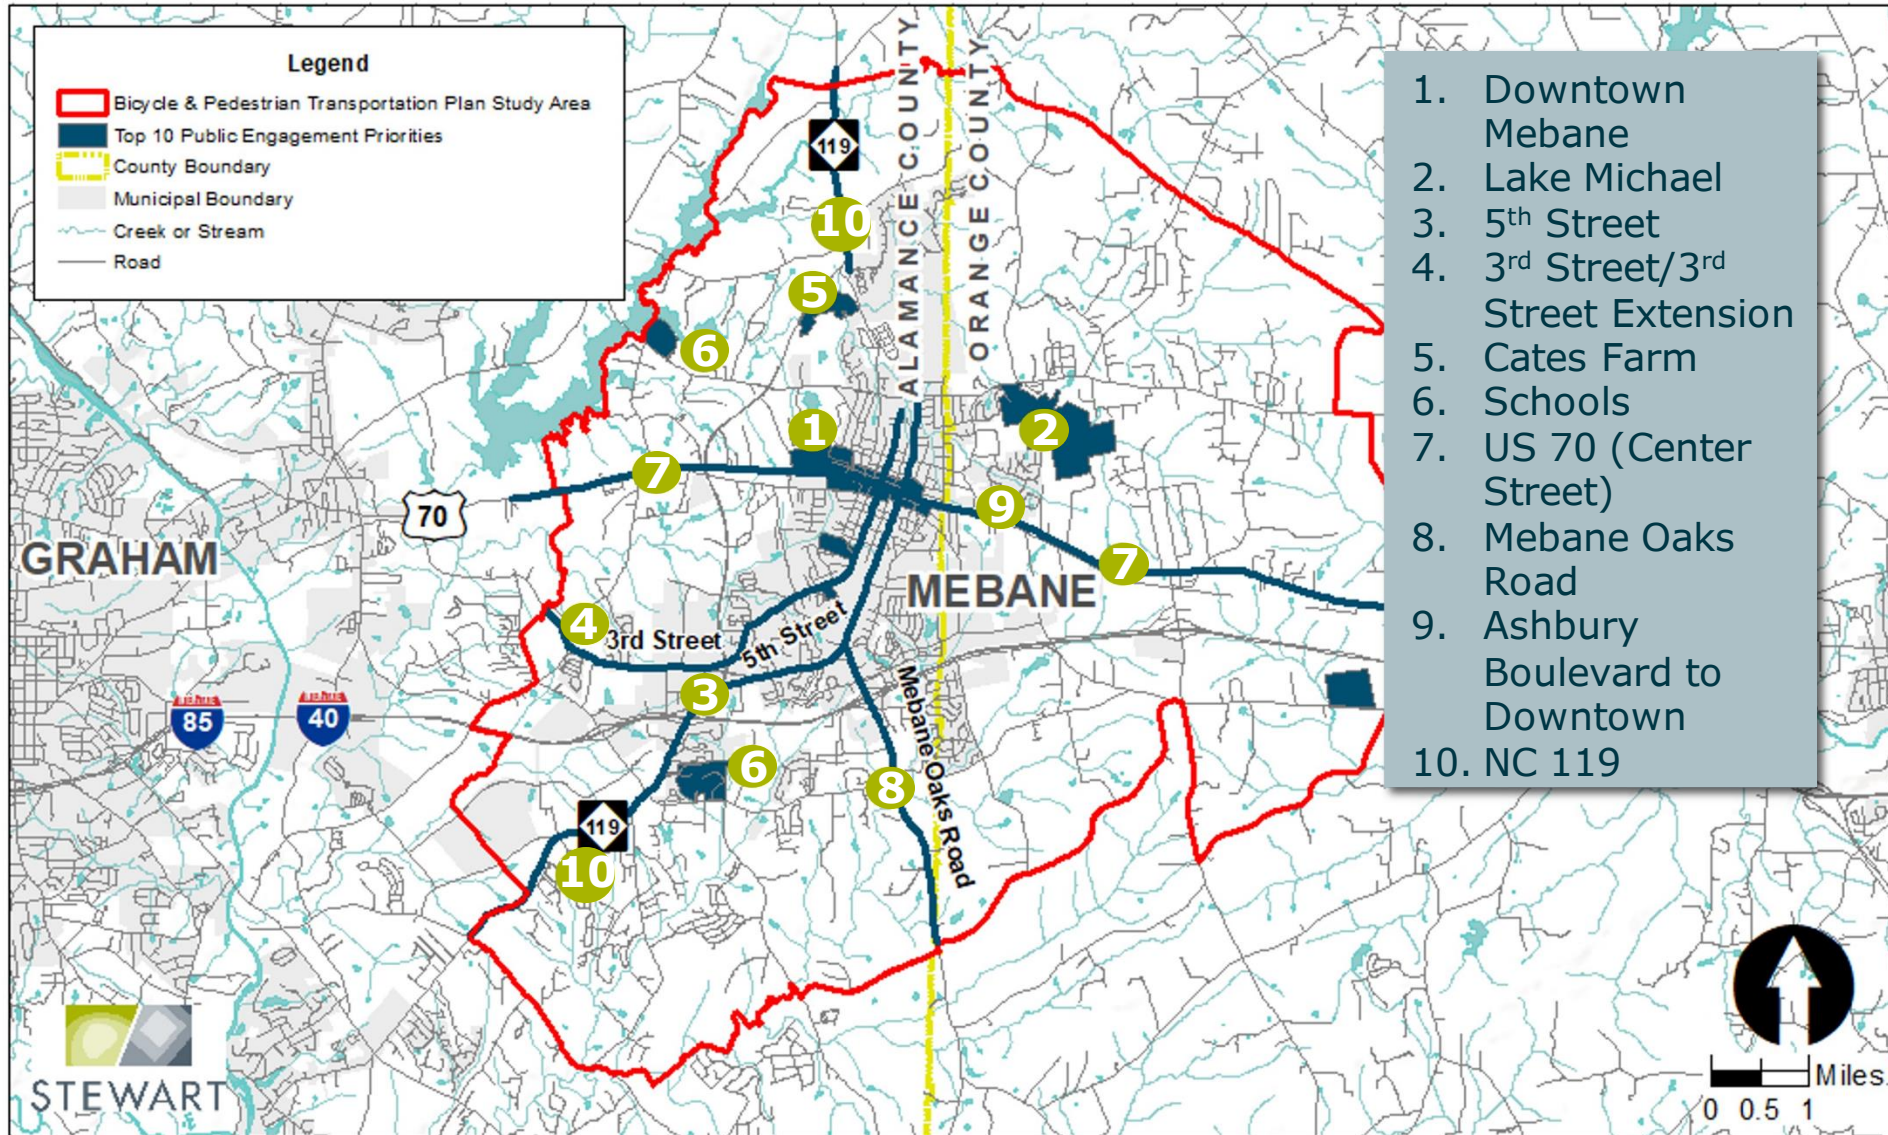 Legend
Bicycle & Pedestrian Transportation Plan Study Area
Top 10 Public Engagement Priorities
County Boundary
Municipal Boundary
Creek or Stream
Road
1. Downtown
Mebane
2. Lake Michael
3. 5th Street
4. 3rd Street/3rd
Street Extension
5. Cates Farm
6. Schools
7. US 70 (Center
Street)
8. Mebane Oaks
Road
9. Ashbury
Boulevard to
Downtown
10. NC 119
ALAMANCE COUNTY
ORANGE COUNTY
119
10
5
6
1
2
7
70
9
GRAHAM
7
MEBANE
4
3rd Street
5th Street
3
85
40
Mebane Oaks Road
6
8
119
10
STEWART
Miles
0 0.5 1